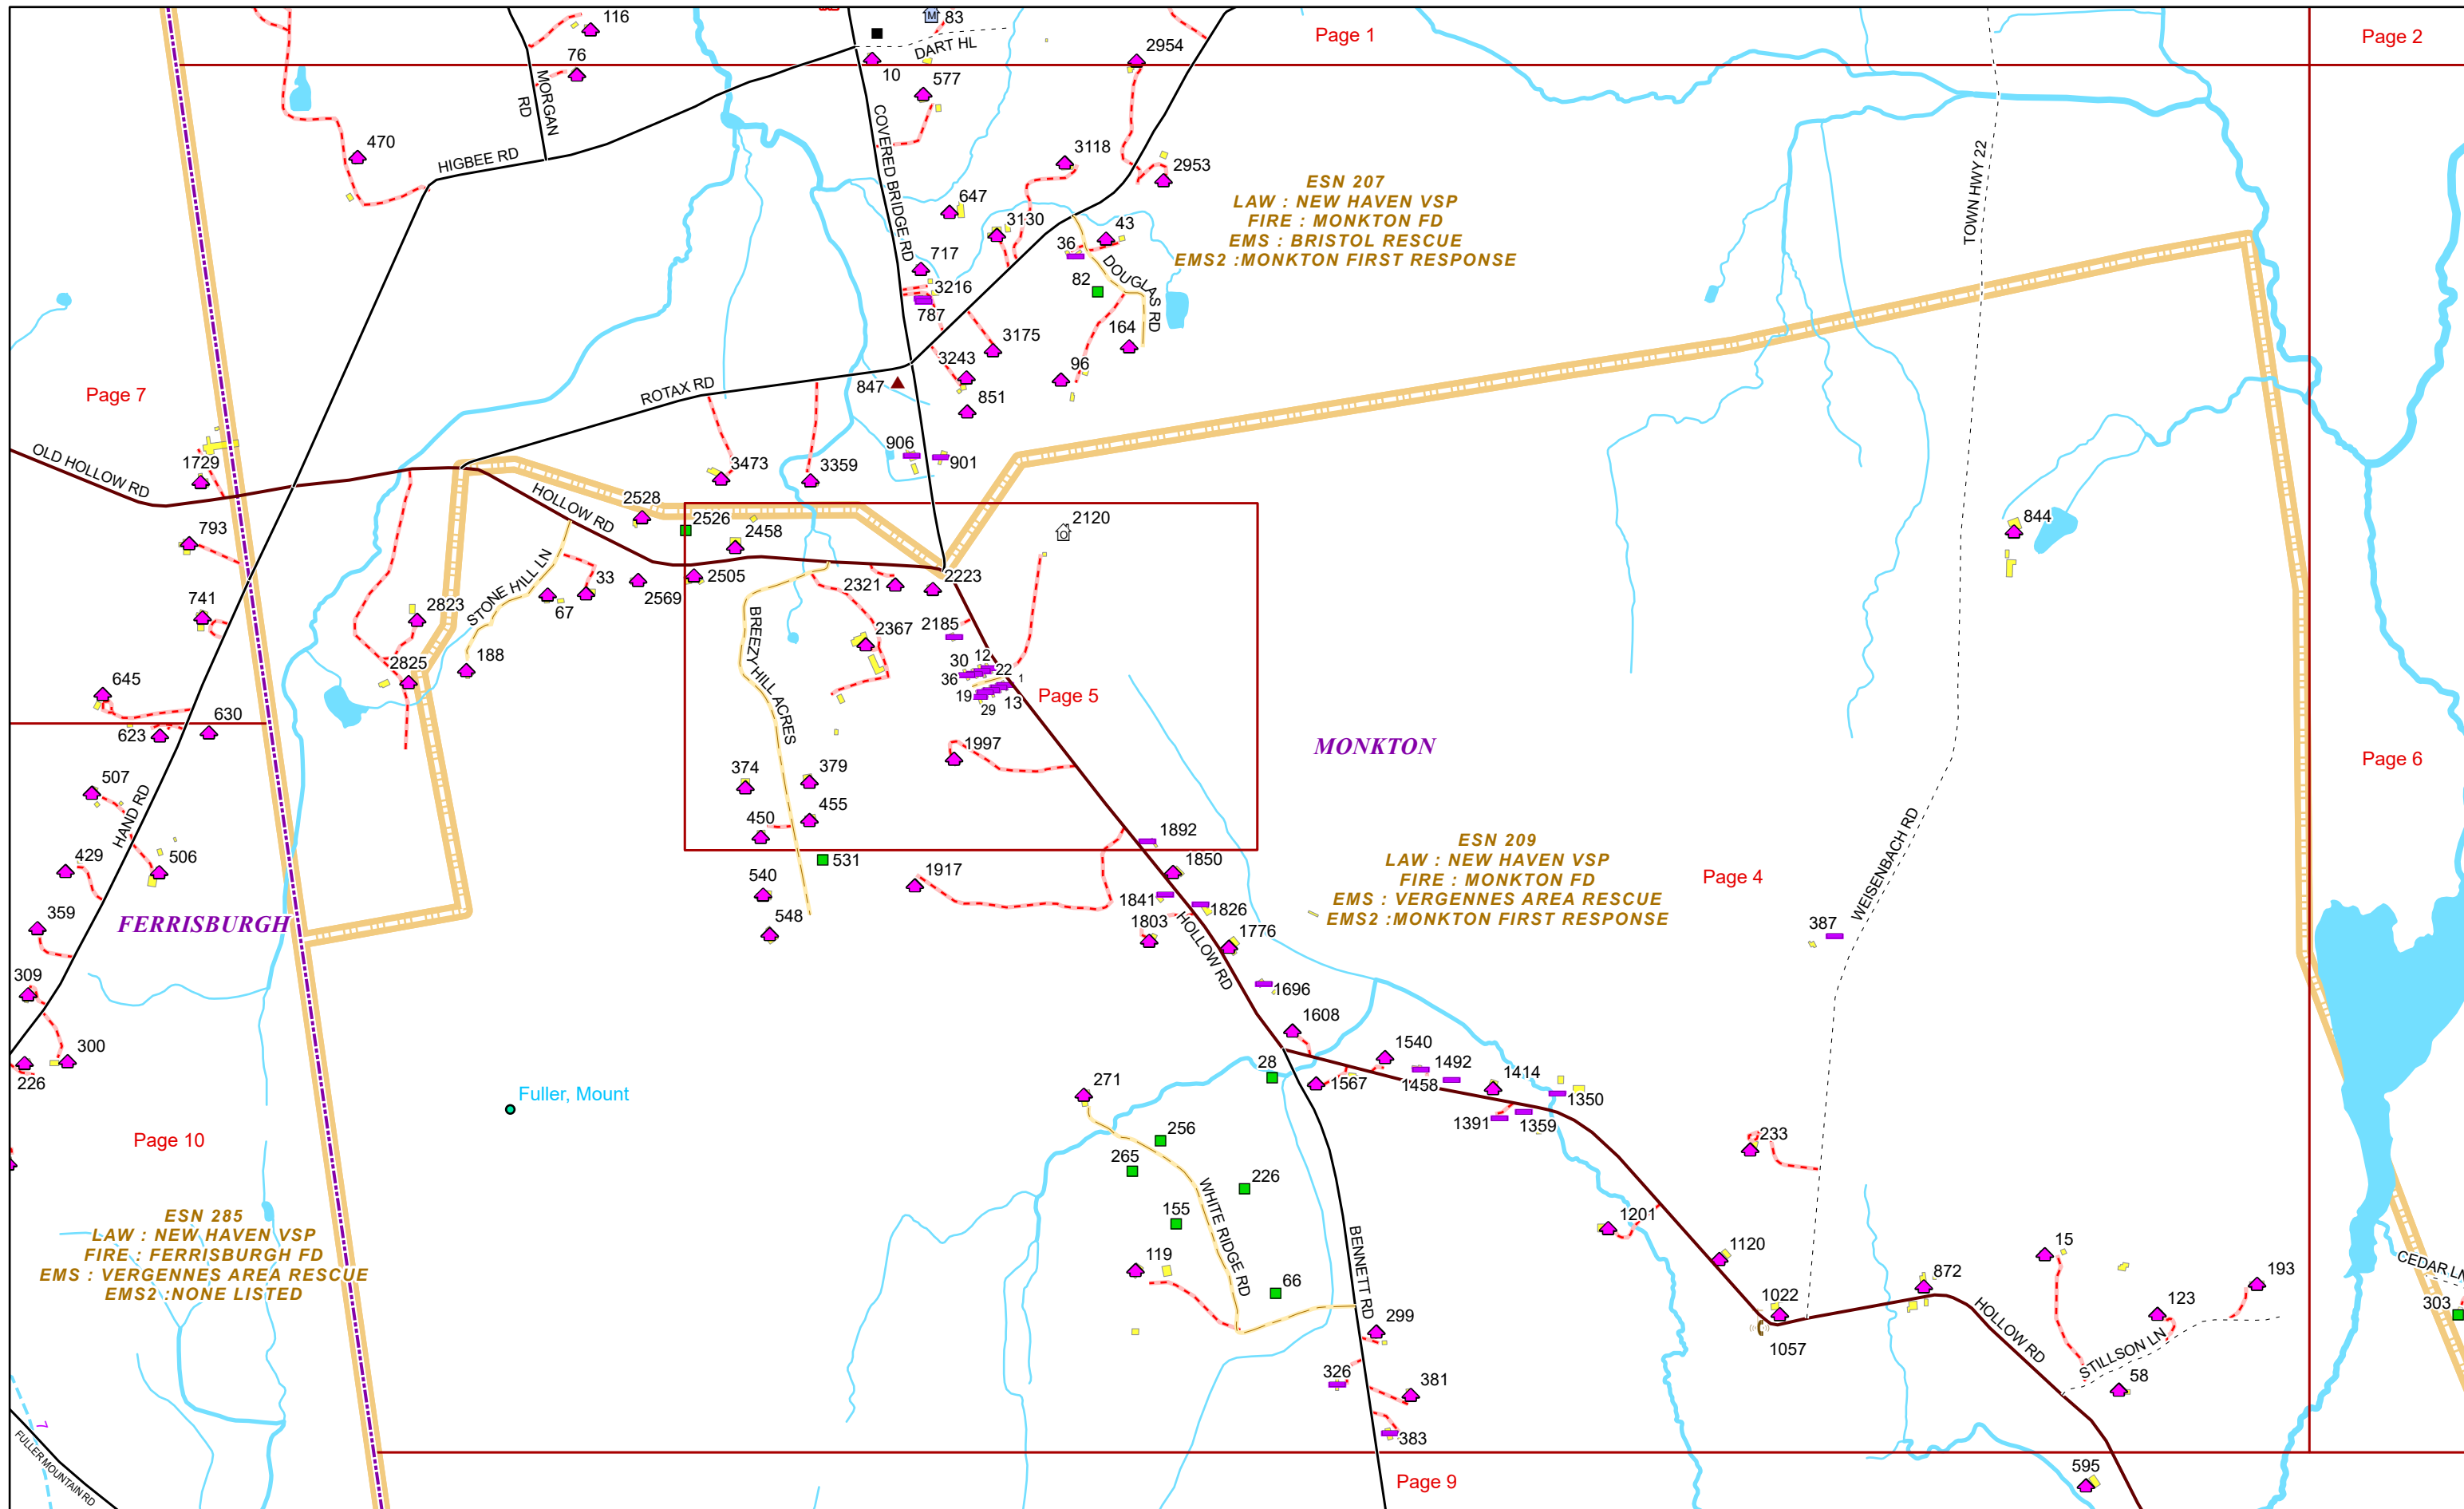 116
83
Page 1
Page 2
76
10
DART HL
577
2954
MORGAN
RD
470
HIGBEE RD
COVERED BRIDGE RD
3118
2953
TOWN HWY 22
ESN 207
LAW : NEW HAVEN VSP
FIRE : MONKTON FD
EMS : BRISTOL RESCUE
EMS2 :MONKTON FIRST RESPONSE
647
3130
36
43
717
82
DOUGLAS RD
3216
787
3175
164
3243
96
847
851
Page 7
ROTAX RD
OLD HOLLOW RD
1729
906
901
3473
3359
2528
HOLLOW RD
2526
2458
2120
844
793
741
2823
STONE HILL LN
67
33
2569
2505
2321
2223
BREEZY HILL ACRES
2367
2185
30
12
22
36
1
19
29
13
Page 5
188
2825
645
630
623
MONKTON
1997
Page 6
507
HAND RD
374
379
455
450
506
429
531
1892
1850
540
548
1917
1841
1826
1803
HOLLOW RD
1776
ESN 209
LAW : NEW HAVEN VSP
FIRE : MONKTON FD
EMS : VERGENNES AREA RESCUE
EMS2 :MONKTON FIRST RESPONSE
Page 4
WEISENBACH RD
387
359
FERRISBURGH
309
1696
300
226
1608
28
1540
1492
1567
1458
1414
1350
1391
1359
Fuller, Mount
271
Page 10
256
265
226
155
WHITE RIDGE RD
233
ESN 285
LAW : NEW HAVEN VSP
FIRE : FERRISBURGH FD
EMS : VERGENNES AREA RESCUE
EMS2 :NONE LISTED
119
66
BENNETT RD
1201
1120
1022
1057
872
HOLLOW RD
15
123
193
CEDAR LN
303
STILLSON LN
58
299
326
381
383
7
FULLER MOUNTAIN RD
Page 9
595